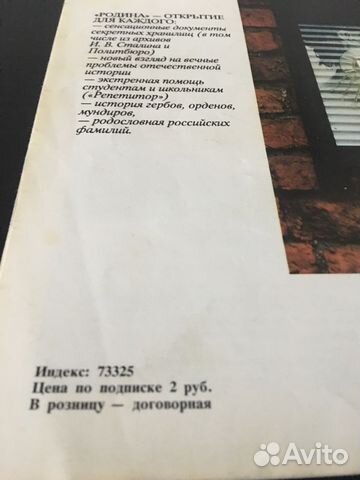 «РОДИНА» — ОТКРЫТИЕ
ДЛЯ КАЖДОГО:
— сенсационные документы
секретных хранилищ (в том
числе из архивов
И. В. Сталина и
Политбюро)
— новый взгляд на вечные
проблемы отечественной
истории
— экстренная помощь
студентам и школьникам
(«Репетитор»)
— история гербов, орденов,
мундиров,
— родословная российских
фамилий.
Индекс: 73325
Цена по подписке 2 руб.
В розницу — договорная
Avito